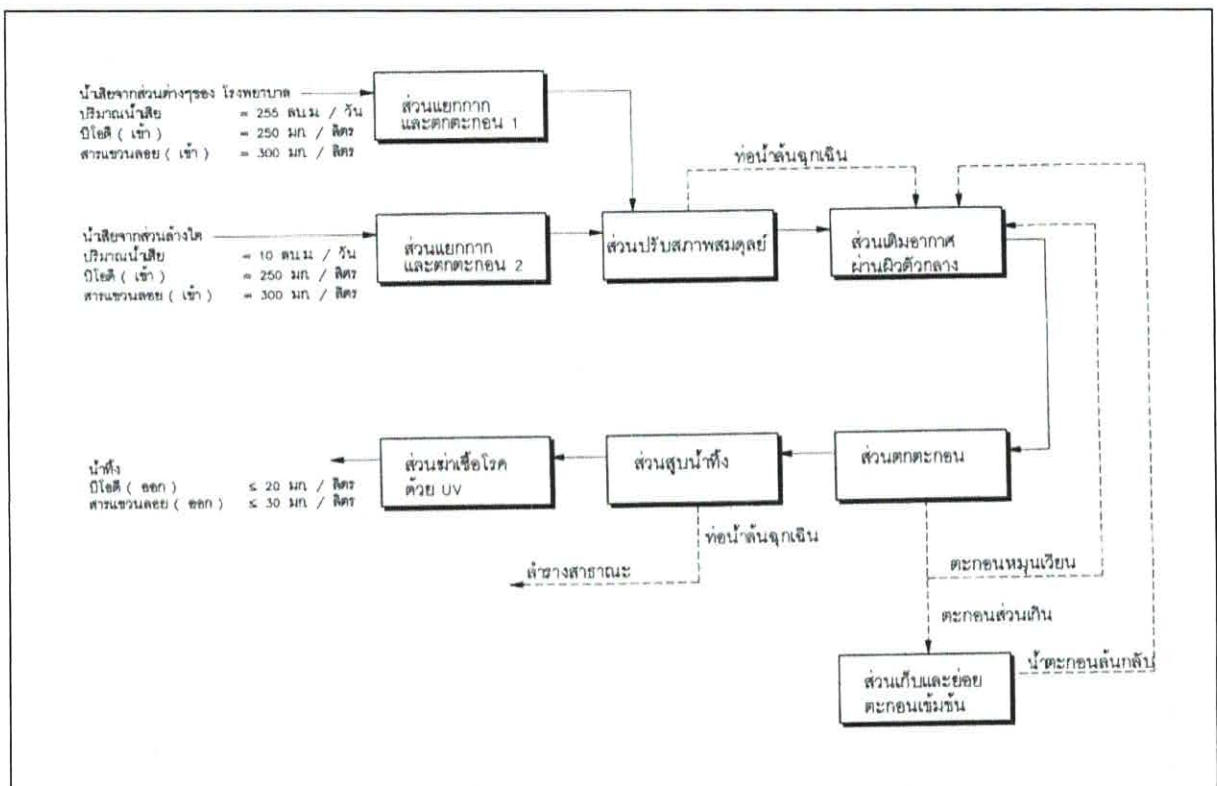 น้ำเสียจากส่วนต่างๆของ โรงพยาบาล
ปริมาณน้ำเสีย = 255 ลบ.ม / วัน
บีโอดี ( เข้า ) = 250 มก. / ลิตร
สารแขวนลอย ( เข้า ) = 300 มก. / ลิตร
ส่วนแยกกาก
และตกตะกอน 1
ท่อน้ำล้นฉุกเฉิน
น้ำเสียจากส่วนล้างไต
ปริมาณน้ำเสีย = 10 ลบ.ม / วัน
บีโอดี ( เข้า ) = 250 มก. / ลิตร
สารแขวนลอย ( เข้า ) = 300 มก. / ลิตร
ส่วนแยกกาก
และตกตะกอน 2
ส่วนปรับสภาพสมดุลย์
ส่วนเติมอากาศ
ผ่านผิวตัวกลาง
น้ำทิ้ง
บีโอดี ( ออก ) ≤ 20 มก. / ลิตร
สารแขวนลอย ( ออก ) ≤ 30 มก. / ลิตร
ส่วนฆ่าเชื้อโรค
ด้วย UV
ส่วนสูบน้ำทิ้ง
ส่วนตกตะกอน
ท่อน้ำล้นฉุกเฉิน
ลำรางสาธาณะ
ตะกอนหมุนเวียน
ตะกอนส่วนเกิน
ส่วนเก็บและย่อย
ตะกอนเข้มข้น
น้ำตะกอนล้นกลับ